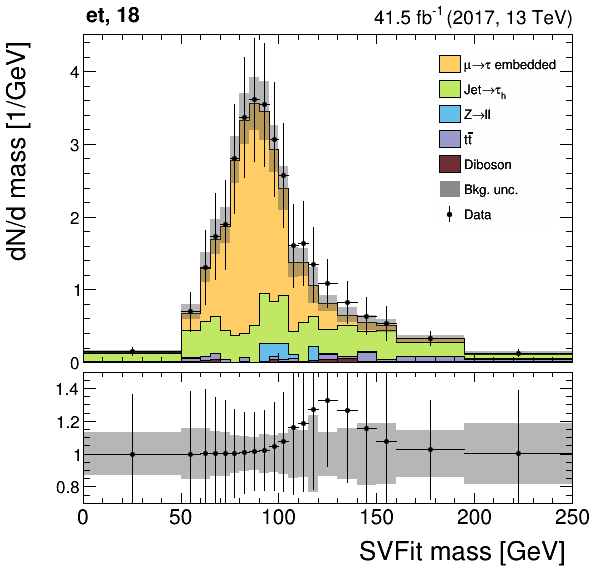 et, 18
41.5 fb⁻¹ (2017, 13 TeV)
dN/d mass [1/GeV]
4
3
2
1
0
μ→τ embedded
Jet→τₕ
Z→ll
tt̄
Diboson
Bkg. unc.
Data
1.4
1.2
1
0.8
0 50 100 150 200 250
SVFit mass [GeV]